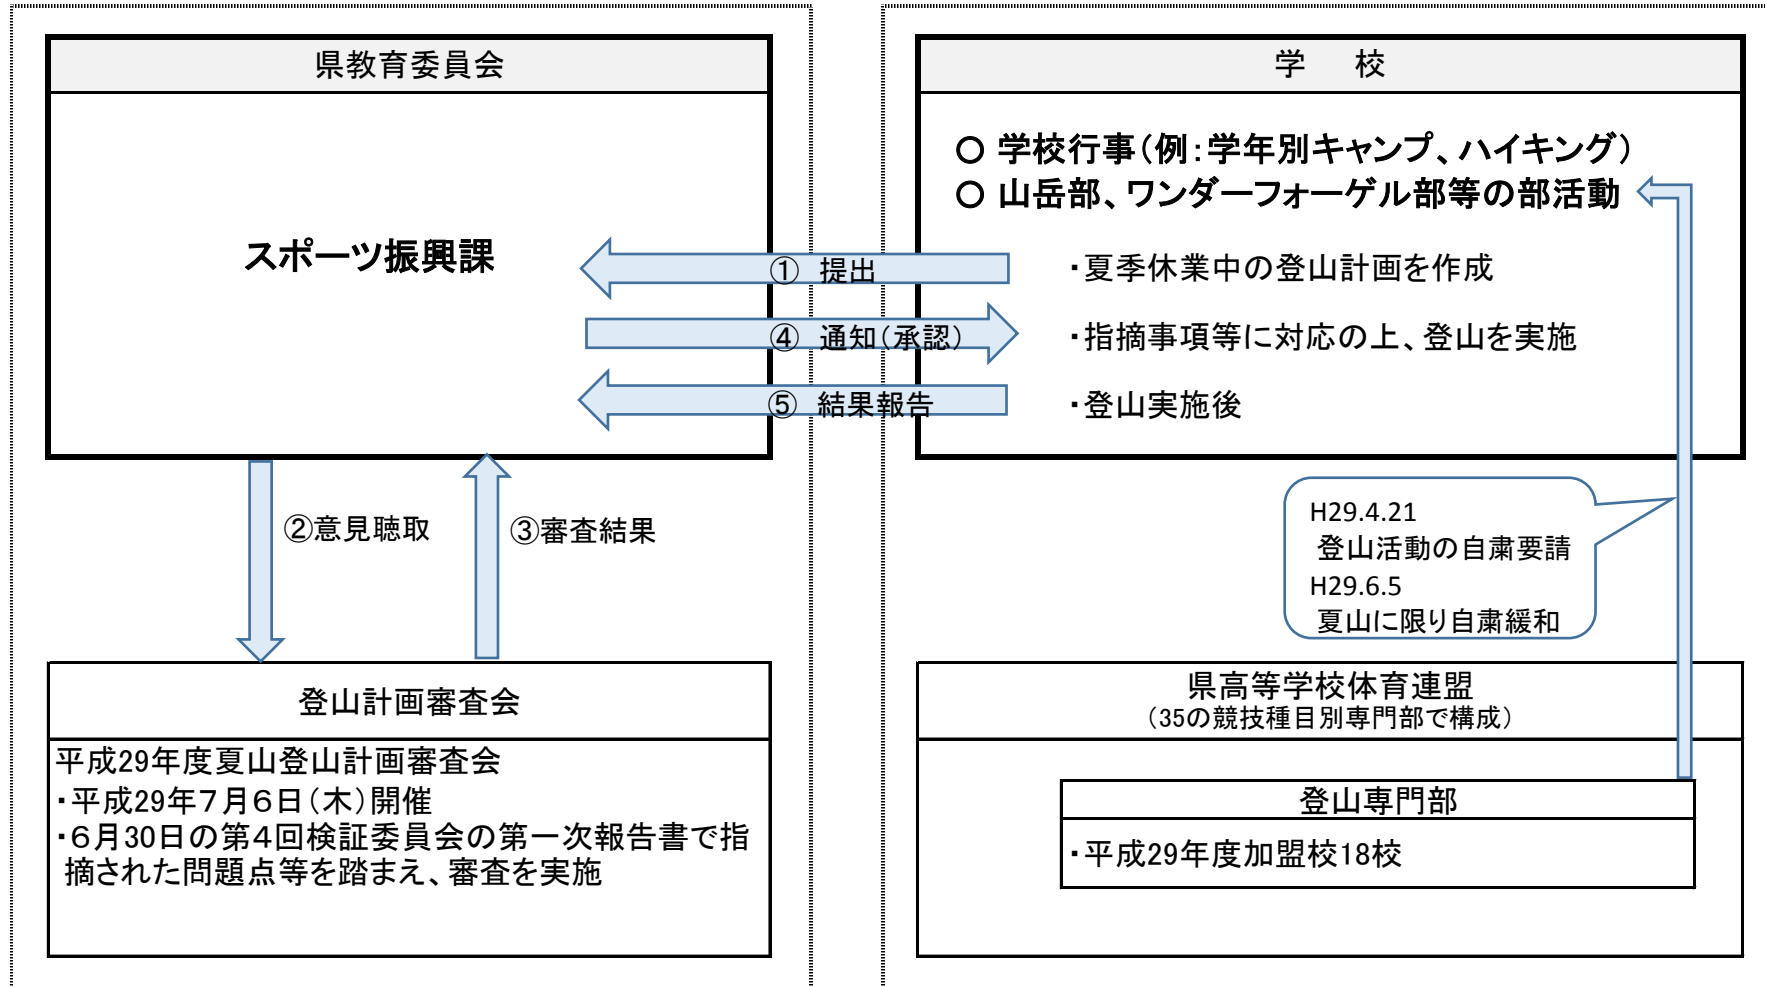 県教育委員会
スポーツ振興課
学　校
○ 学校行事(例:学年別キャンプ、ハイキング)
○ 山岳部、ワンダーフォーゲル部等の部活動
① 提出
・夏季休業中の登山計画を作成
④ 通知(承認)
・指摘事項等に対応の上、登山を実施
⑤ 結果報告
・登山実施後
②意見聴取
③審査結果
H29.4.21
登山活動の自粛要請
H29.6.5
夏山に限り自粛緩和
登山計画審査会
平成29年度夏山登山計画審査会
・平成29年7月6日(木)開催
・6月30日の第4回検証委員会の第一次報告書で指
摘された問題点等を踏まえ、審査を実施
県高等学校体育連盟
(35の競技種目別専門部で構成)
登山専門部
・平成29年度加盟校18校